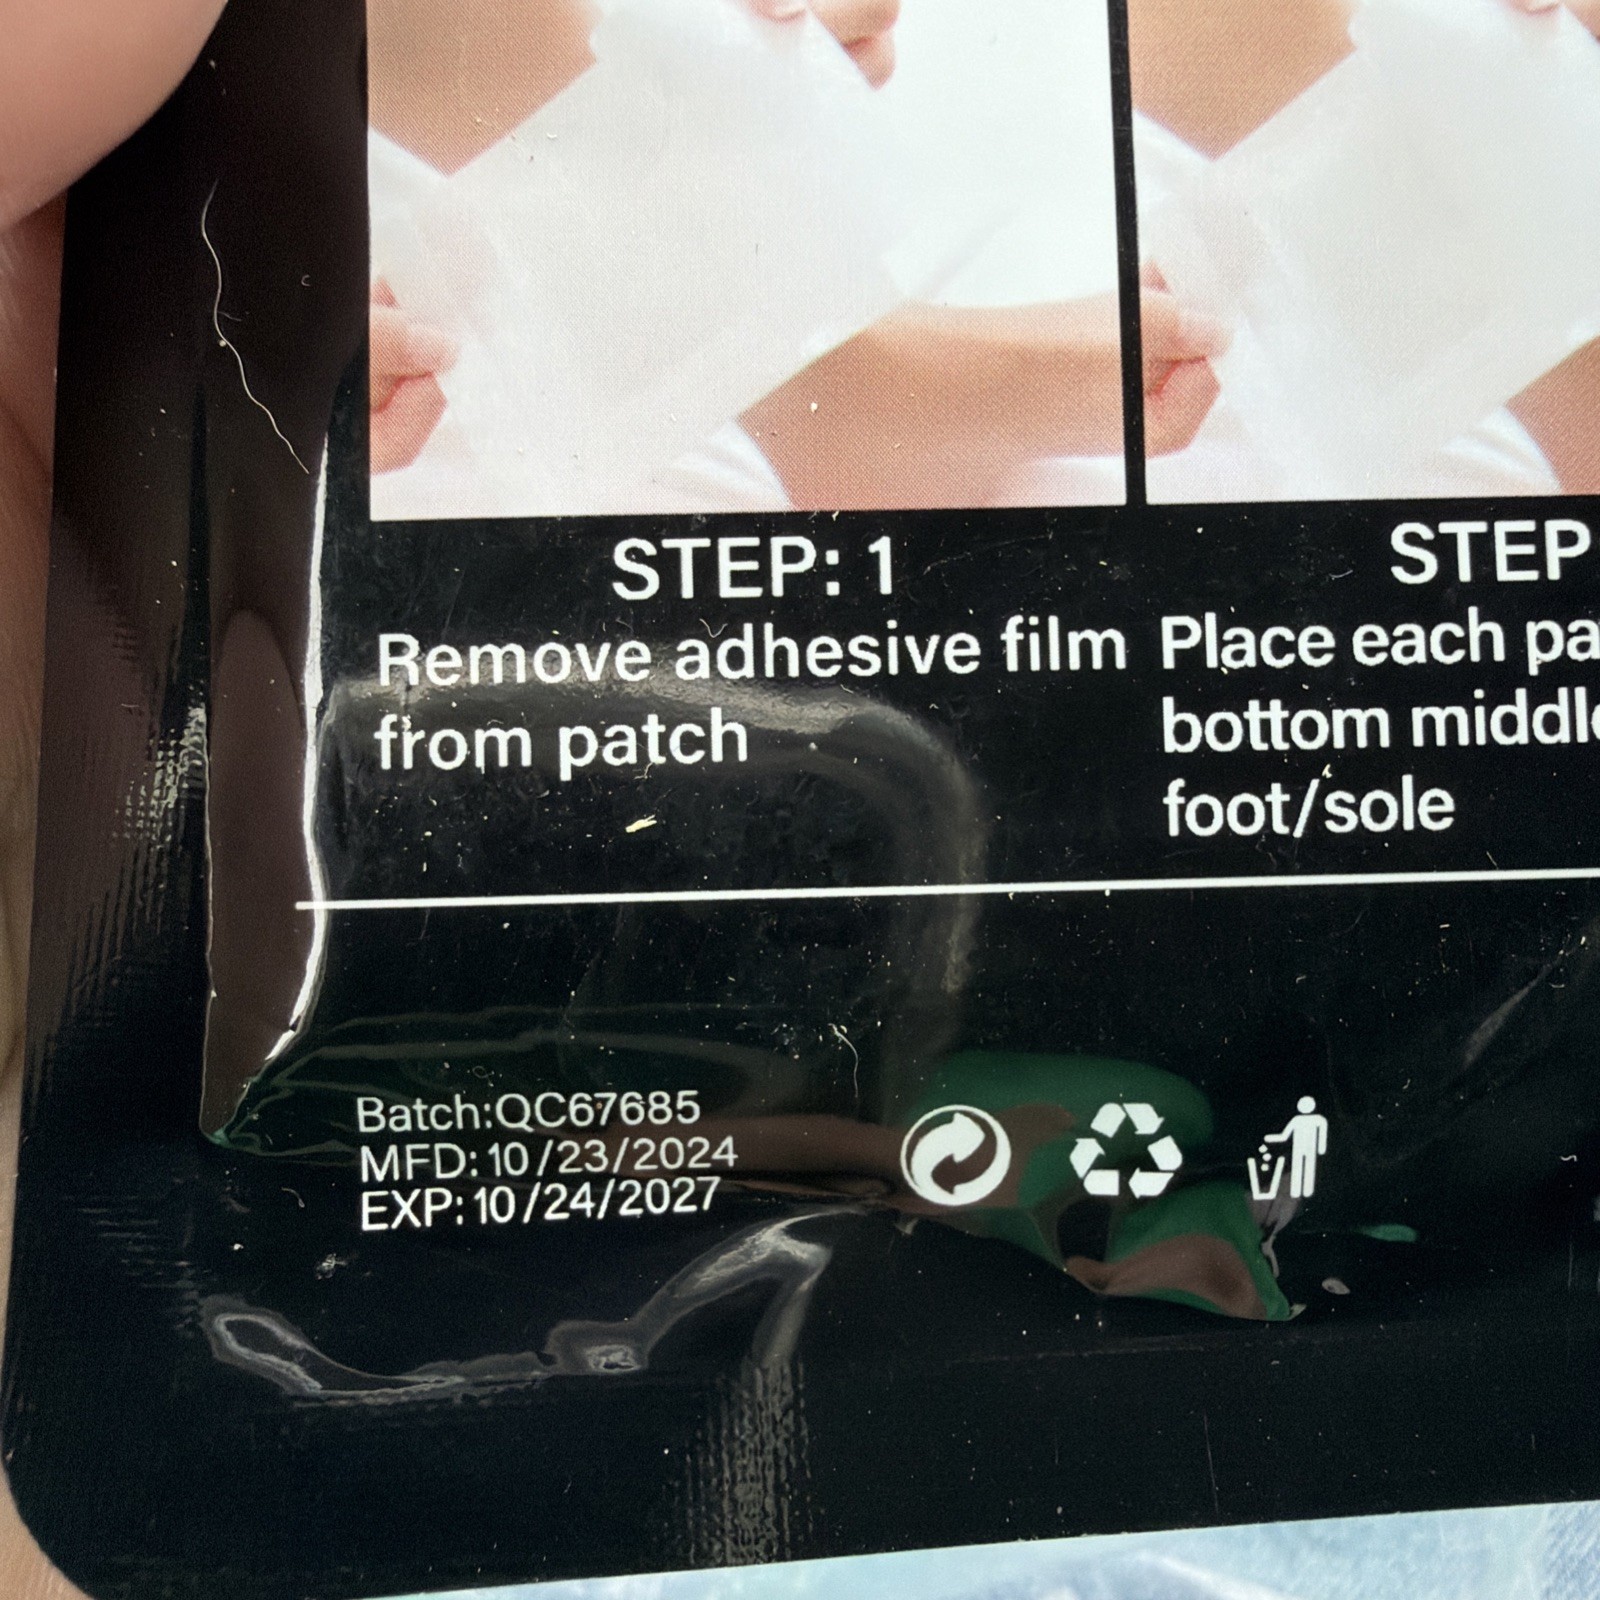 STEP: 1
Remove adhesive film
from patch
STEP
Place each pa
bottom middle
foot/sole
Batch:QC67685
MFD: 10/23/2024
EXP: 10/24/2027